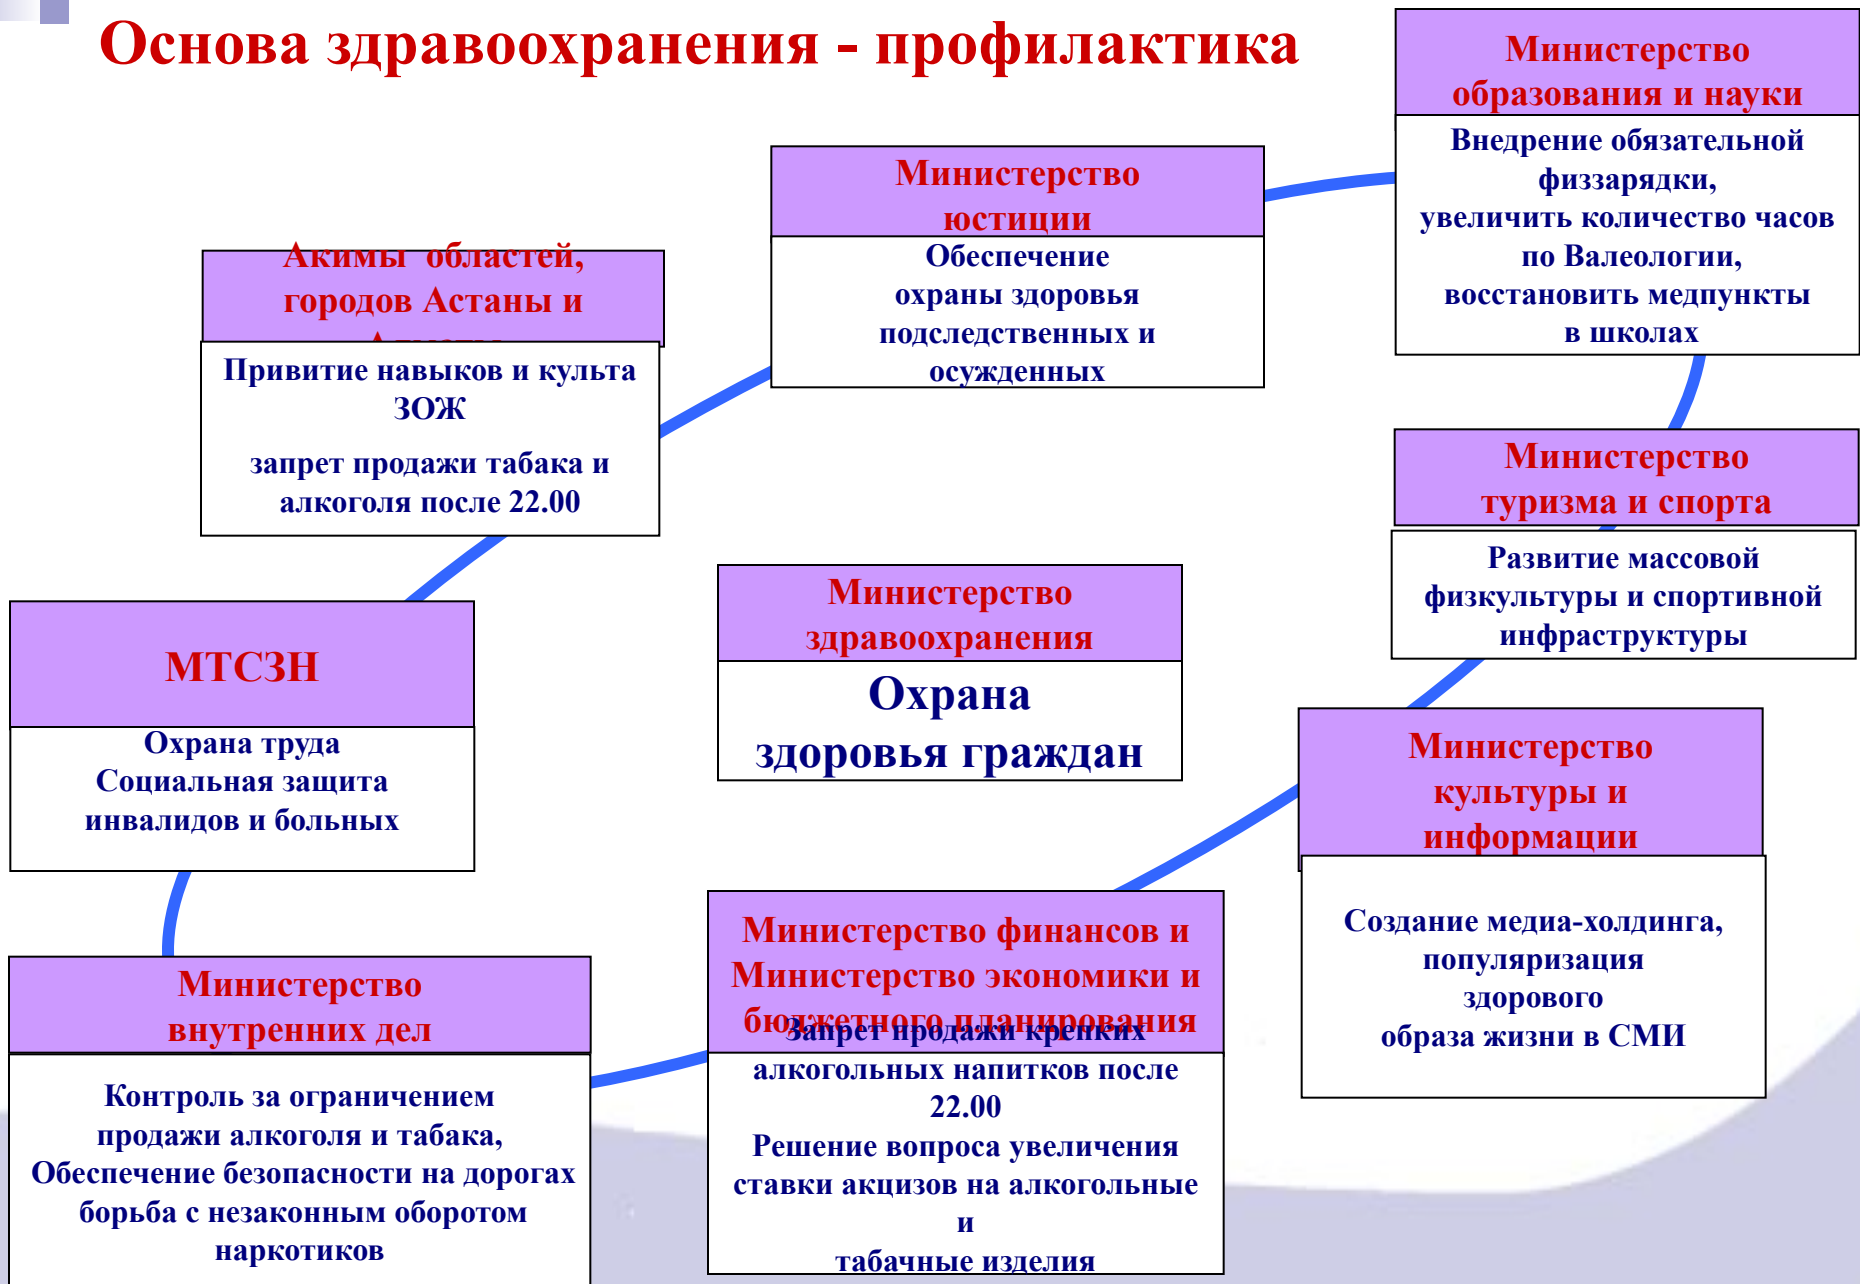 Основа здравоохранения - профилактика
Министерство
образования и науки
Внедрение обязательной
физзарядки,
увеличить количество часов
по Валеологии,
восстановить медпункты
в школах
Министерство
юстиции
Обеспечение
охраны здоровья
подследственных и
осужденных
Акимы областей,
городов Астаны и
Привитие навыков и культа
ЗОЖ
запрет продажи табака и
алкоголя после 22.00
Министерство
туризма и спорта
Развитие массовой
физкультуры и спортивной
инфраструктуры
Министерство
здравоохранения
Охрана
здоровья граждан
МТСЗН
Охрана труда
Социальная защита
инвалидов и больных
Министерство
культуры и
информации
Создание медиа-холдинга,
популяризация
здорового
образа жизни в СМИ
Министерство финансов и
Министерство экономики и
бюджетного планирования
Запрет продажи крепких
алкогольных напитков после
22.00
Решение вопроса увеличения
ставки акцизов на алкогольные
и
табачные изделия
Министерство
внутренних дел
Контроль за ограничением
продажи алкоголя и табака,
Обеспечение безопасности на дорогах
борьба с незаконным оборотом
наркотиков